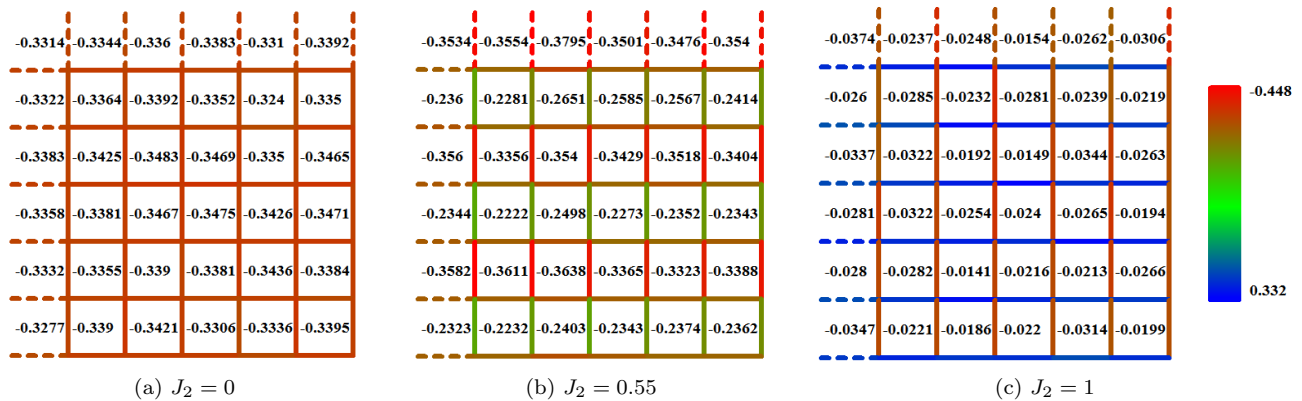 -0.3314 -0.3344 -0.336 -0.3383 -0.331 -0.3392
-0.3322 -0.3364 -0.3392 -0.3352 -0.324 -0.335
-0.3383 -0.3425 -0.3483 -0.3469 -0.335 -0.3465
-0.3358 -0.3381 -0.3467 -0.3475 -0.3426 -0.3471
-0.3332 -0.3355 -0.339 -0.3381 -0.3436 -0.3384
-0.3277 -0.339 -0.3421 -0.3306 -0.3336 -0.3395
(a) J₂ = 0
-0.3534 -0.3554 -0.3795 -0.3501 -0.3476 -0.354
-0.236 -0.2281 -0.2651 -0.2585 -0.2567 -0.2414
-0.356 -0.3356 -0.354 -0.3429 -0.3518 -0.3404
-0.2344 -0.2222 -0.2498 -0.2273 -0.2352 -0.2343
-0.3582 -0.3611 -0.3638 -0.3365 -0.3323 -0.3388
-0.2323 -0.2232 -0.2403 -0.2343 -0.2374 -0.2362
(b) J₂ = 0.55
-0.0374 -0.0237 -0.0248 -0.0154 -0.0262 -0.0306
-0.026 -0.0285 -0.0232 -0.0281 -0.0239 -0.0219
-0.0337 -0.0322 -0.0192 -0.0149 -0.0344 -0.0263
-0.0281 -0.0322 -0.0254 -0.024 -0.0265 -0.0194
-0.028 -0.0282 -0.0141 -0.0216 -0.0213 -0.0266
-0.0347 -0.0221 -0.0186 -0.022 -0.0314 -0.0199
(c) J₂ = 1
-0.448
0.332